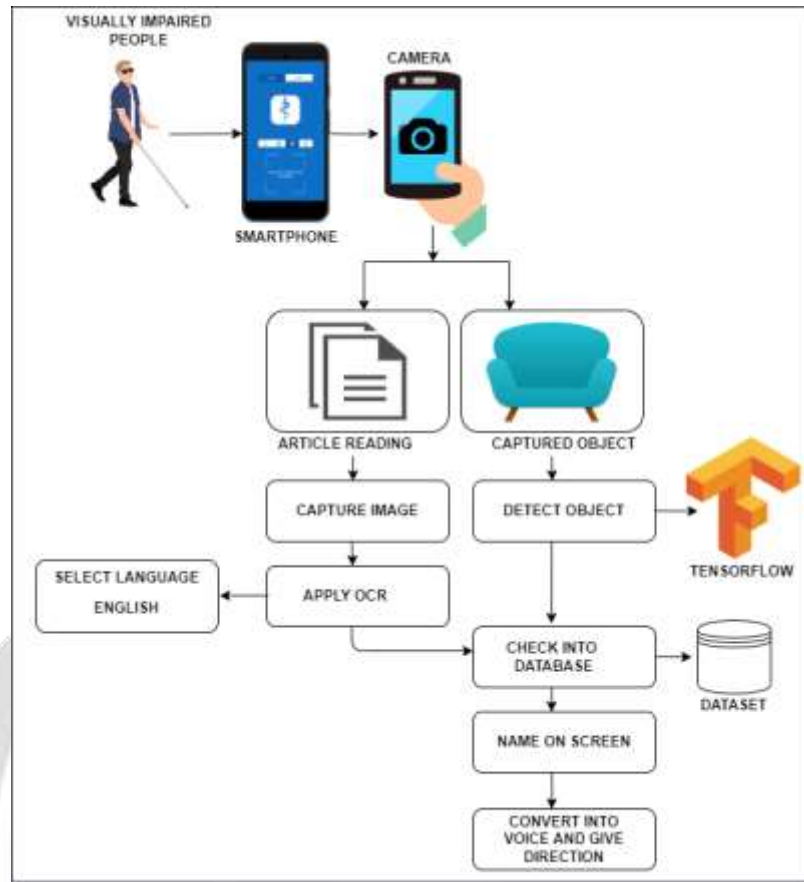 VISUALLY IMPAIRED
PEOPLE
CAMERA
SMARTPHONE
ARTICLE READING
CAPTURED OBJECT
CAPTURE IMAGE
DETECT OBJECT
TENSORFLOW
SELECT LANGUAGE
ENGLISH
APPLY OCR
CHECK INTO
DATABASE
DATASET
NAME ON SCREEN
CONVERT INTO
VOICE AND GIVE
DIRECTION